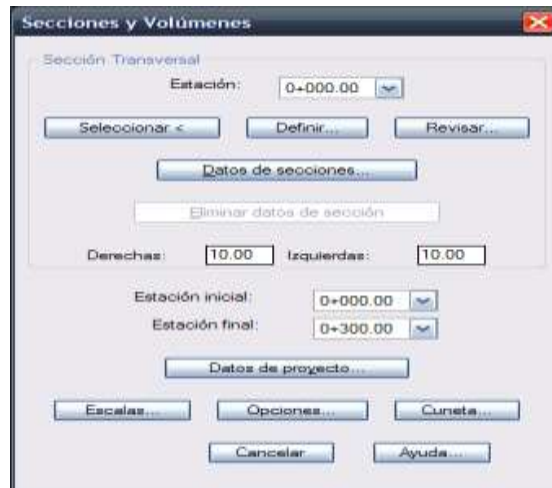 Secciones y Volúmenes
Sección Transversal
Estación: 0+000.00
Seleccionar < Definir... Revisar...
Datos de secciones...
Eliminar datos de sección
Derechas: 10.00 Izquierdas: 10.00
Estación inicial: 0+000.00
Estación final: 0+300.00
Datos de proyecto...
Escalas... Opciones... Cuneta...
Cancelar Ayuda...